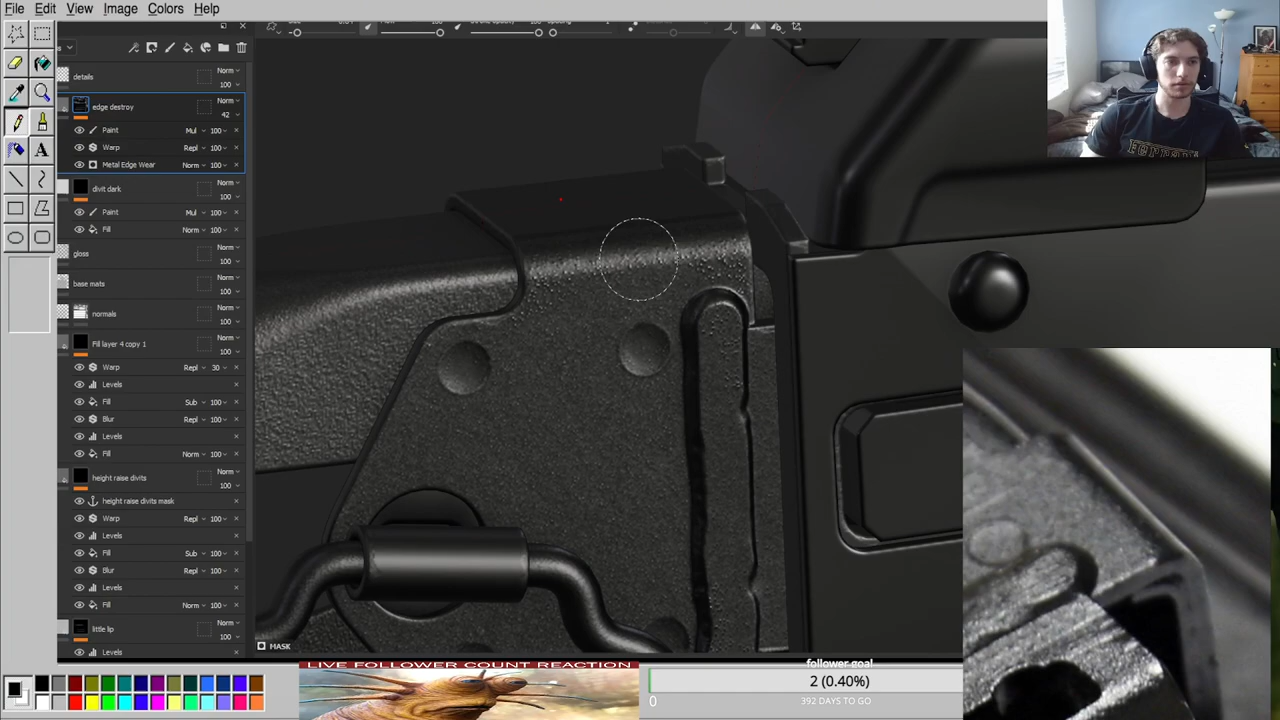 File Edit View Image Colors Help
details Norm 100
edge destroy Norm 42
Paint Mul 100
Warp Repl 100
Metal Edge Wear Norm 100
divit dark Norm 100
Paint Mul 100
Fill Norm 100
gloss Norm 100
base mats Norm 100
normals Norm 100
Fill layer 4 copy 1 Norm 100
Warp Repl 30
Levels
Fill Sub 100
Blur Repl 100
Levels
Fill Norm 100
height raise divits Norm 100
height raise divits mask
Warp Repl 100
Levels
Fill Sub 100
Blur Repl 100
Levels
Fill Norm 100
little lip Norm 100
Levels
MASK
LIVE FOLLOWER COUNT REACTION
follower goal
2 (0.40%)
0
392 DAYS TO GO